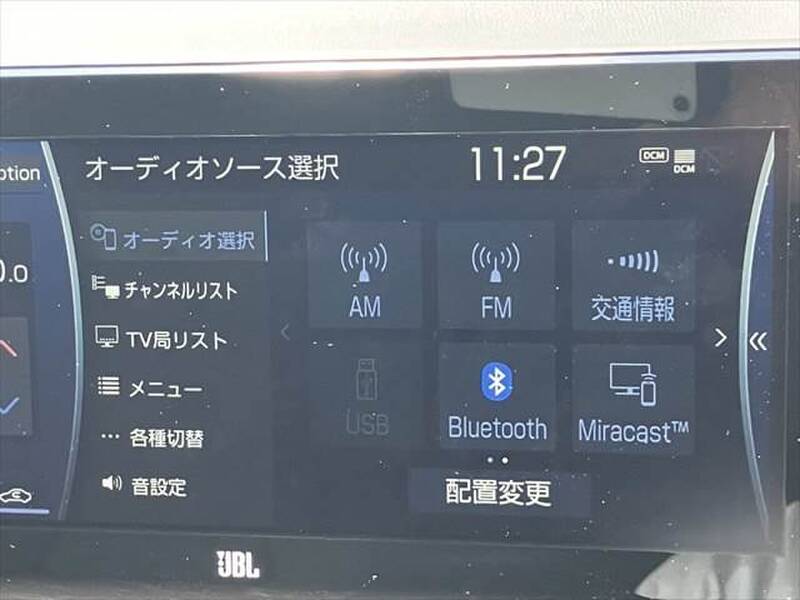 オーディオソース選択
11:27
DCM
DCM
オーディオ選択
チャンネルリスト
TV局リスト
メニュー
各種切替
音設定
AM
FM
交通情報
USB
Bluetooth
Miracast™
配置変更
JBL